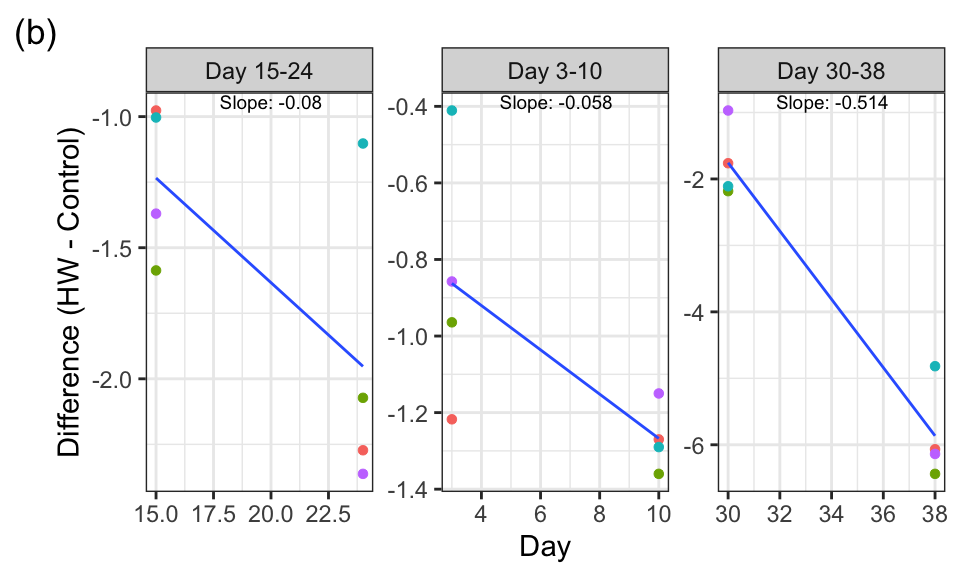 (b)
Day 15-24
Day 3-10
Day 30-38
Slope: -0.08
Slope: -0.058
Slope: -0.514
Difference (HW - Control)
-1.0
-1.5
-2.0
-0.4
-0.6
-0.8
-1.0
-1.2
-1.4
-2
-4
-6
15.0 17.5 20.0 22.5
4 6 8 10
30 32 34 36 38
Day